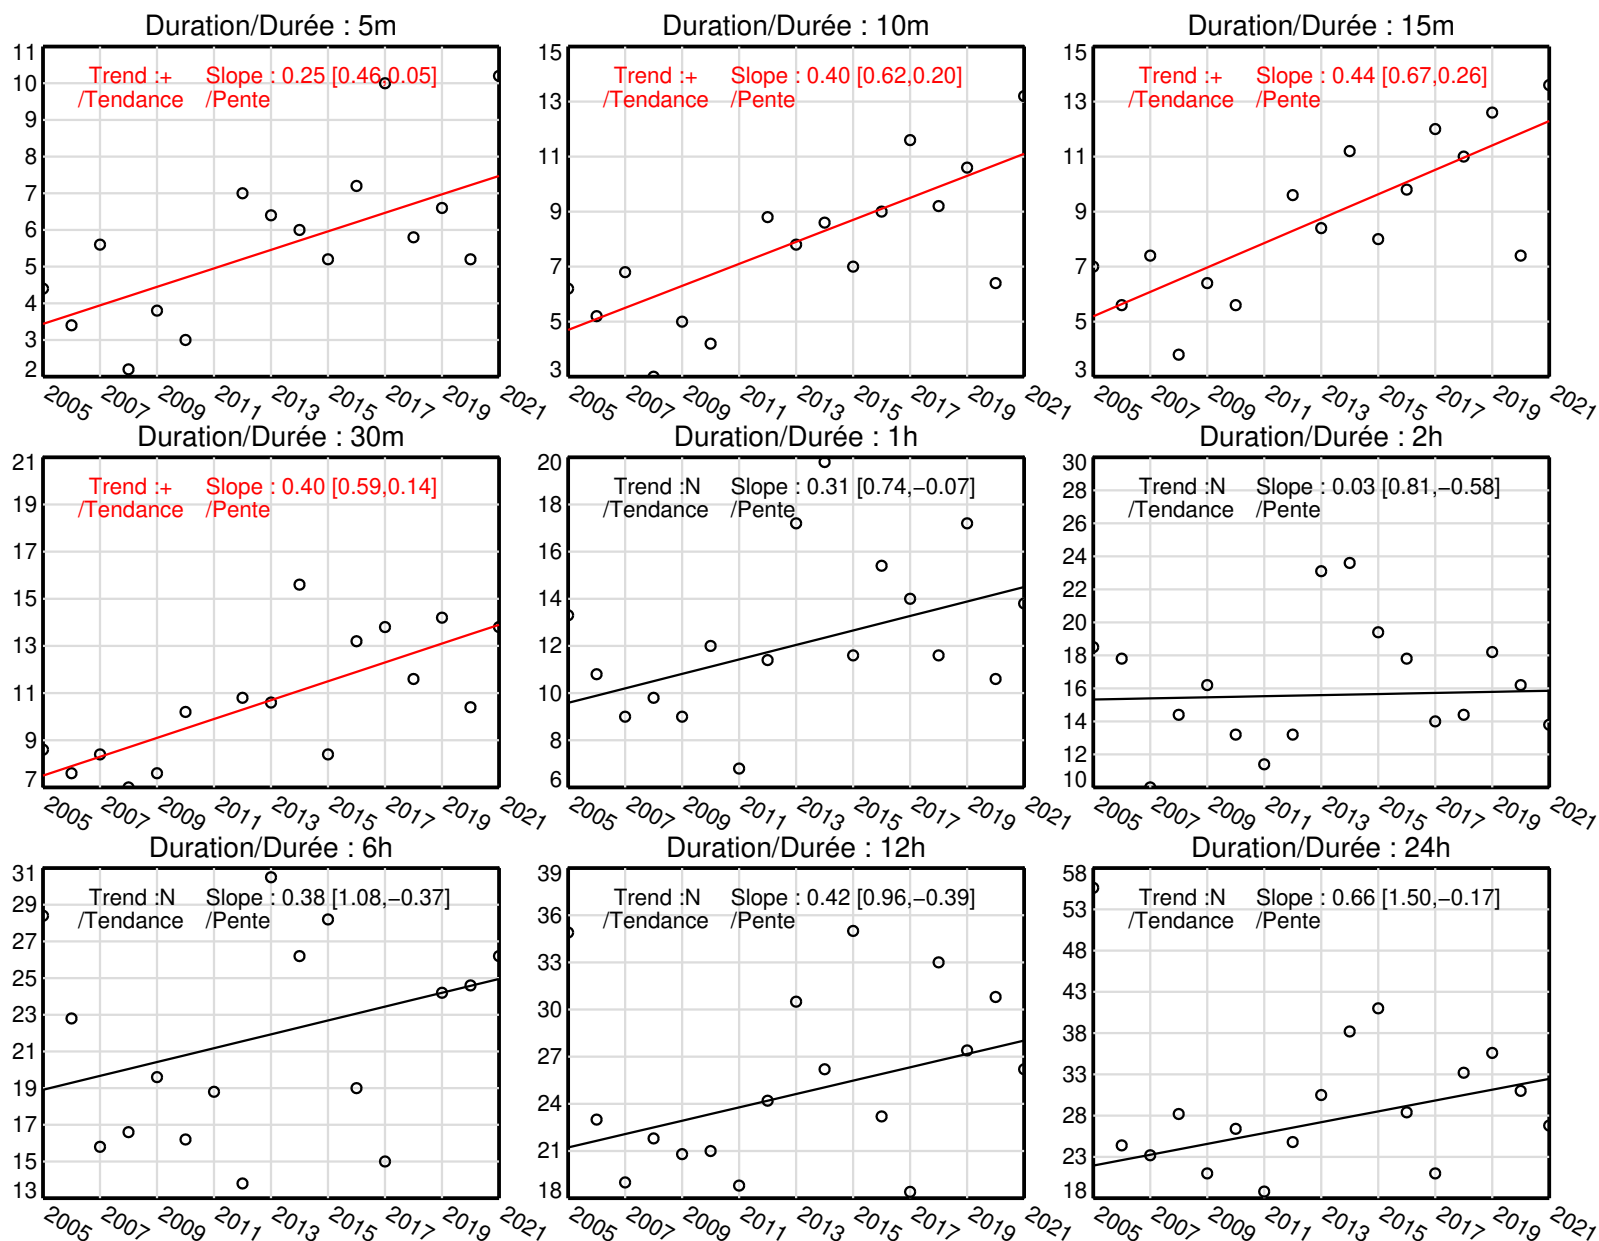 Duration/Durée : 5m
Trend :+ Slope : 0.25 [0.46,0.05]
/Tendance /Pente
11
10
9
8
7
6
5
4
3
2
2005 2007 2009 2011 2013 2015 2017 2019 2021
Duration/Durée : 10m
Trend :+ Slope : 0.40 [0.62,0.20]
/Tendance /Pente
15
13
11
9
7
5
3
2005 2007 2009 2011 2013 2015 2017 2019 2021
Duration/Durée : 15m
Trend :+ Slope : 0.44 [0.67,0.26]
/Tendance /Pente
15
13
11
9
7
5
3
2005 2007 2009 2011 2013 2015 2017 2019 2021
Duration/Durée : 30m
Trend :+ Slope : 0.40 [0.59,0.14]
/Tendance /Pente
21
19
17
15
13
11
9
7
2005 2007 2009 2011 2013 2015 2017 2019 2021
Duration/Durée : 1h
Trend :N Slope : 0.31 [0.74,−0.07]
/Tendance /Pente
20
18
16
14
12
10
8
6
2005 2007 2009 2011 2013 2015 2017 2019 2021
Duration/Durée : 2h
Trend :N Slope : 0.03 [0.81,−0.58]
/Tendance /Pente
30
28
26
24
22
20
18
16
14
12
10
2005 2007 2009 2011 2013 2015 2017 2019 2021
Duration/Durée : 6h
Trend :N Slope : 0.38 [1.08,−0.37]
/Tendance /Pente
31
29
27
25
23
21
19
17
15
13
2005 2007 2009 2011 2013 2015 2017 2019 2021
Duration/Durée : 12h
Trend :N Slope : 0.42 [0.96,−0.39]
/Tendance /Pente
39
36
33
30
27
24
21
18
2005 2007 2009 2011 2013 2015 2017 2019 2021
Duration/Durée : 24h
Trend :N Slope : 0.66 [1.50,−0.17]
/Tendance /Pente
58
53
48
43
38
33
28
23
18
2005 2007 2009 2011 2013 2015 2017 2019 2021